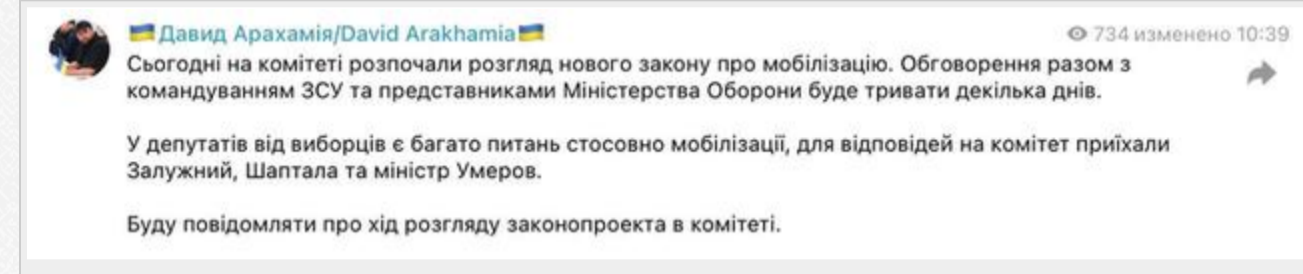 🇺🇦Давид Арахамія/David Arakhamia🇺🇦
734 изменено 10:39
Сьогодні на комітеті розпочали розгляд нового закону про мобілізацію. Обговорення разом з
командуванням ЗСУ та представниками Міністерства Оборони буде тривати декілька днів.
У депутатів від виборців є багато питань стосовно мобілізації, для відповідей на комітет приїхали
Залужний, Шаптала та міністр Умеров.
Буду повідомляти про хід розгляду законопроекта в комітеті.